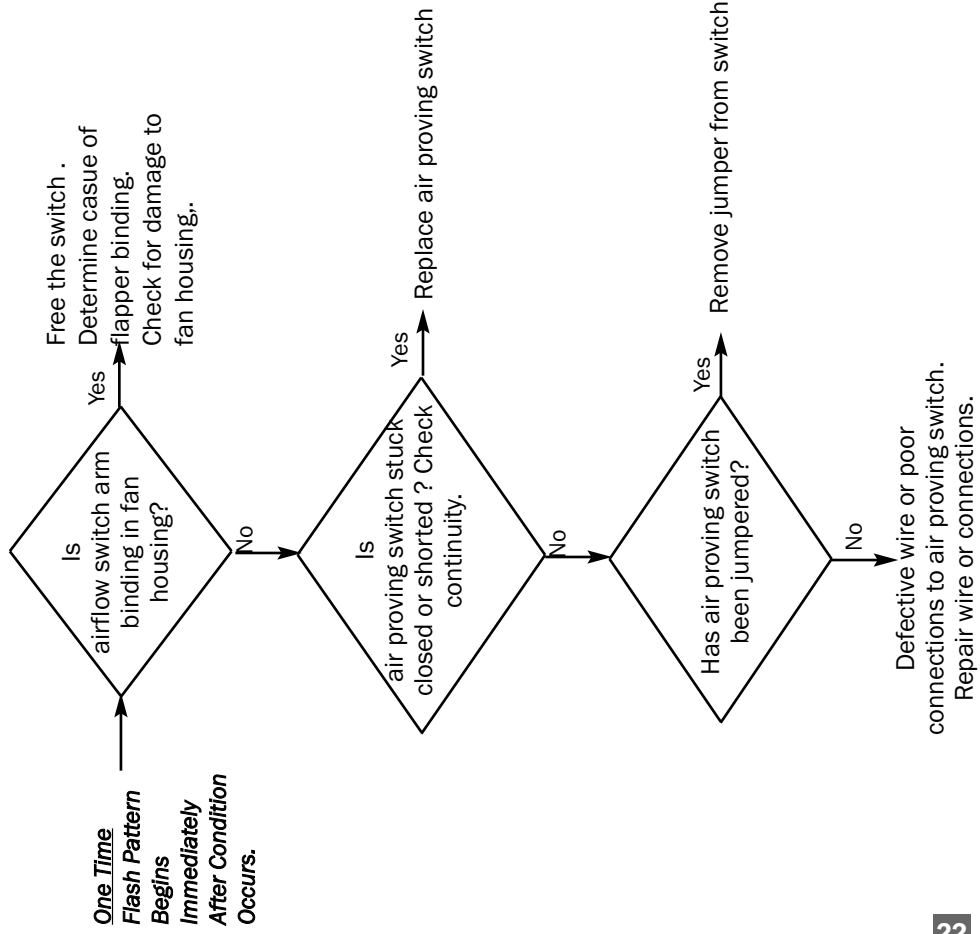 One Time
Flash Pattern
Begins
Immediately
After Condition
Occurs.
Is
airflow switch arm
binding in fan
housing?
Yes
Free the switch .
Determine casue of
flapper binding.
Check for damage to
fan housing,.
No
Is
air proving switch stuck
closed or shorted ? Check
continuity.
Yes
Replace air proving switch
No
Has air proving switch
been jumpered?
Yes
Remove jumper from switch
No
Defective wire or poor
connections to air proving switch.
Repair wire or connections.
22